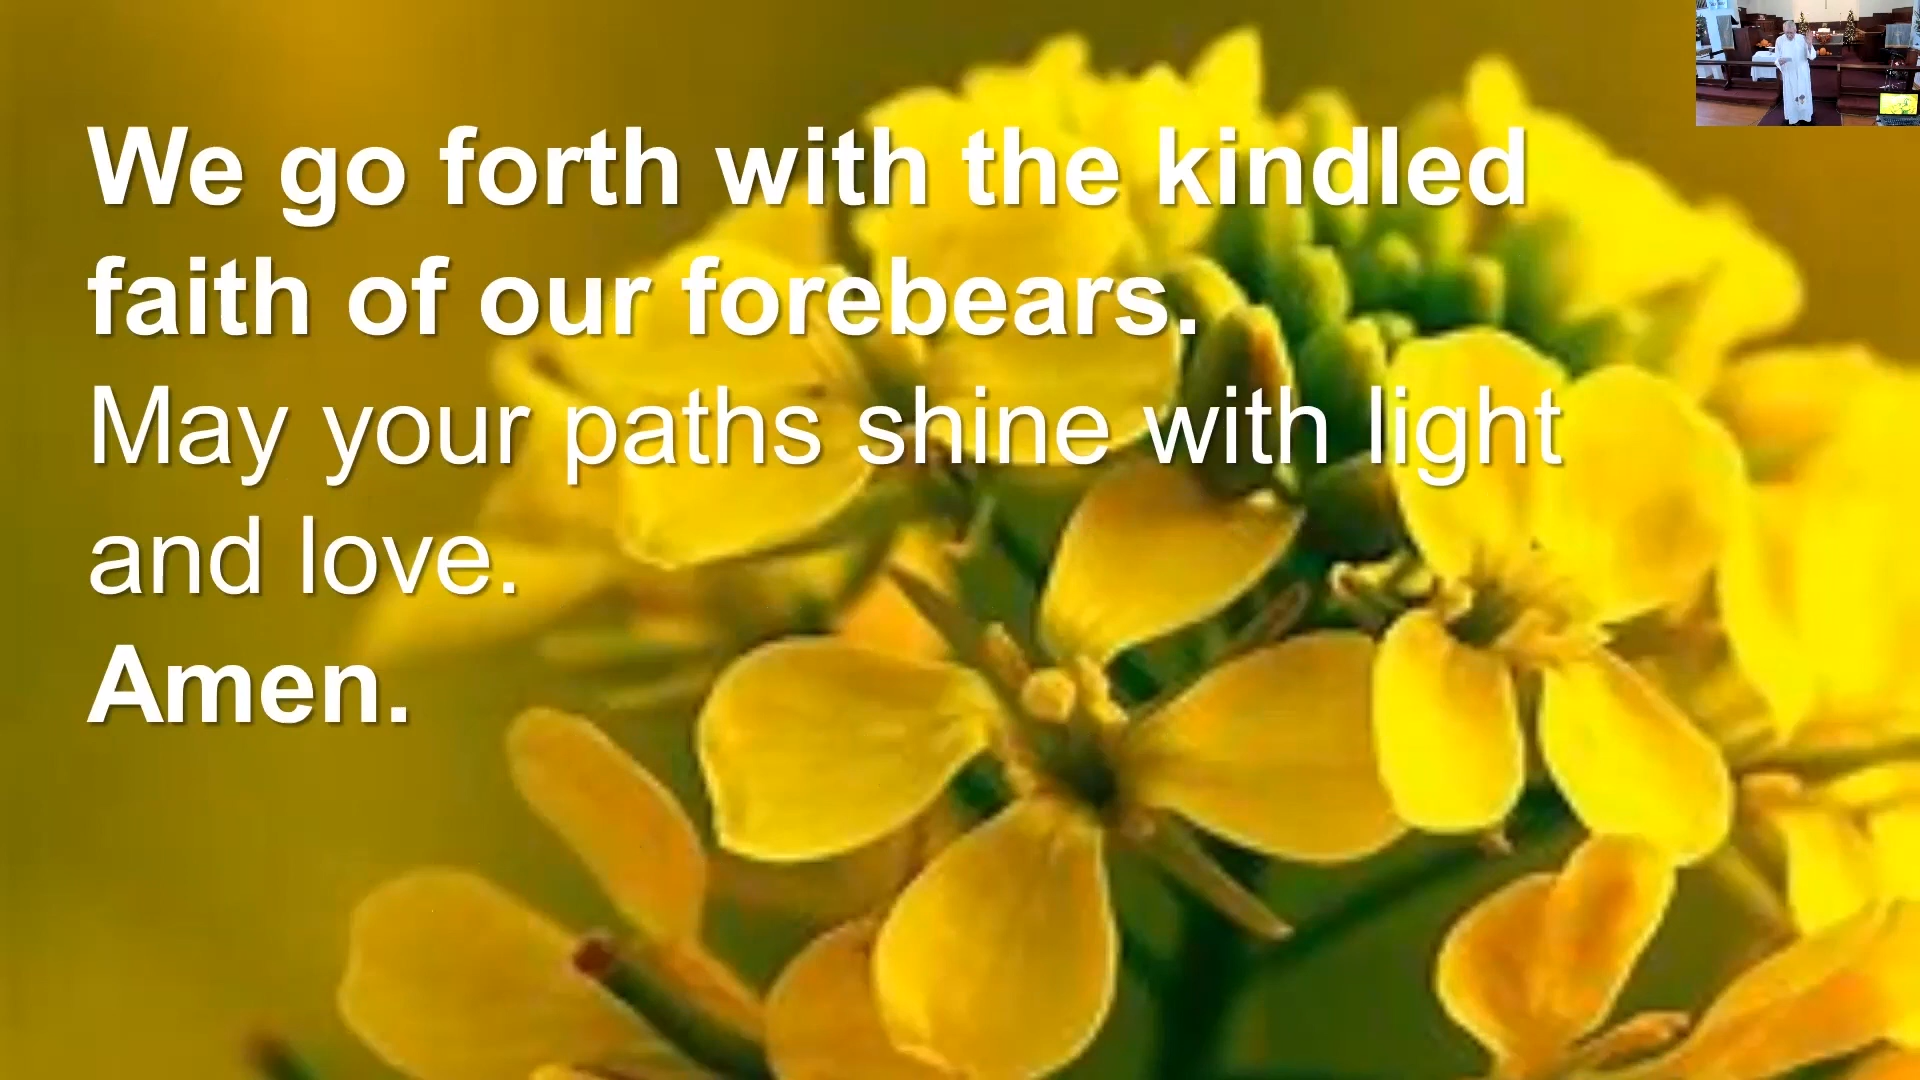 We go forth with the kindled
faith of our forebears.
May your paths shine with light
and love.
Amen.